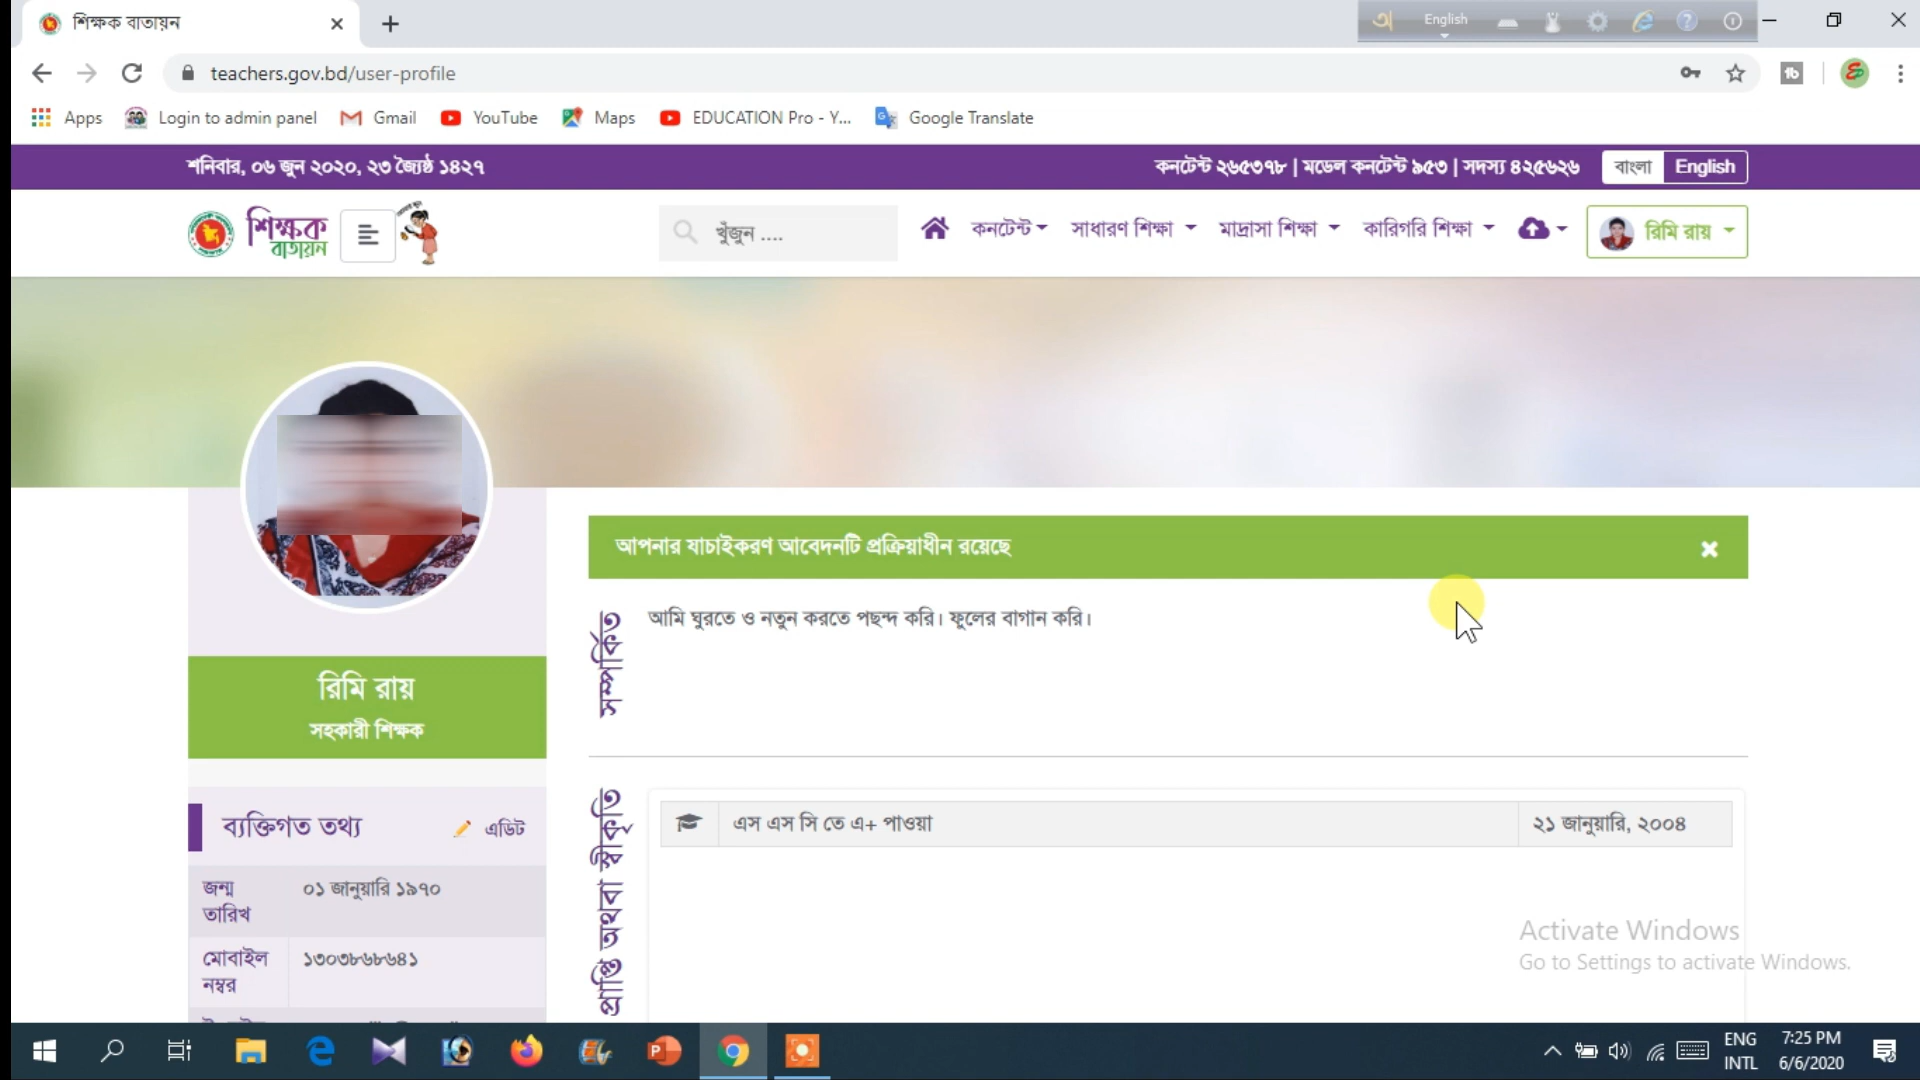 শিক্ষক বাতায়ন
English
teachers.gov.bd/user-profile
Apps
Login to admin panel
Gmail
YouTube
Maps
EDUCATION Pro - Y...
Google Translate
শনিবার, ০৬ জুন ২০২০, ২৩ জ্যৈষ্ঠ ১৪২৭
কনটেন্ট ২৬৫৩৭৮ | মডেল কনটেন্ট ৯৫৩ | সদস্য ৪২৫৬২৬
বাংলা English
শিক্ষক
বাতায়ন
খুঁজুন ....
কনটেন্ট
সাধারণ শিক্ষা
মাদ্রাসা শিক্ষা
কারিগরি শিক্ষা
রিমি রায়
আপনার যাচাইকরণ আবেদনটি প্রক্রিয়াধীন রয়েছে
সম্পর্কিত
আমি ঘুরতে ও নতুন করতে পছন্দ করি। ফুলের বাগান করি।
রিমি রায়
সহকারী শিক্ষক
ব্যক্তিগত তথ্য
এডিট
জন্ম
তারিখ
০১ জানুয়ারি ১৯৭০
মোবাইল
নম্বর
১৩০৩৮৬৮৬৪১
প্রাপ্তি অথবা স্বীকৃতি
এস এস সি তে এ+ পাওয়া
২১ জানুয়ারি, ২০০৪
Activate Windows
Go to Settings to activate Windows.
ENG
INTL
7:25 PM
6/6/2020